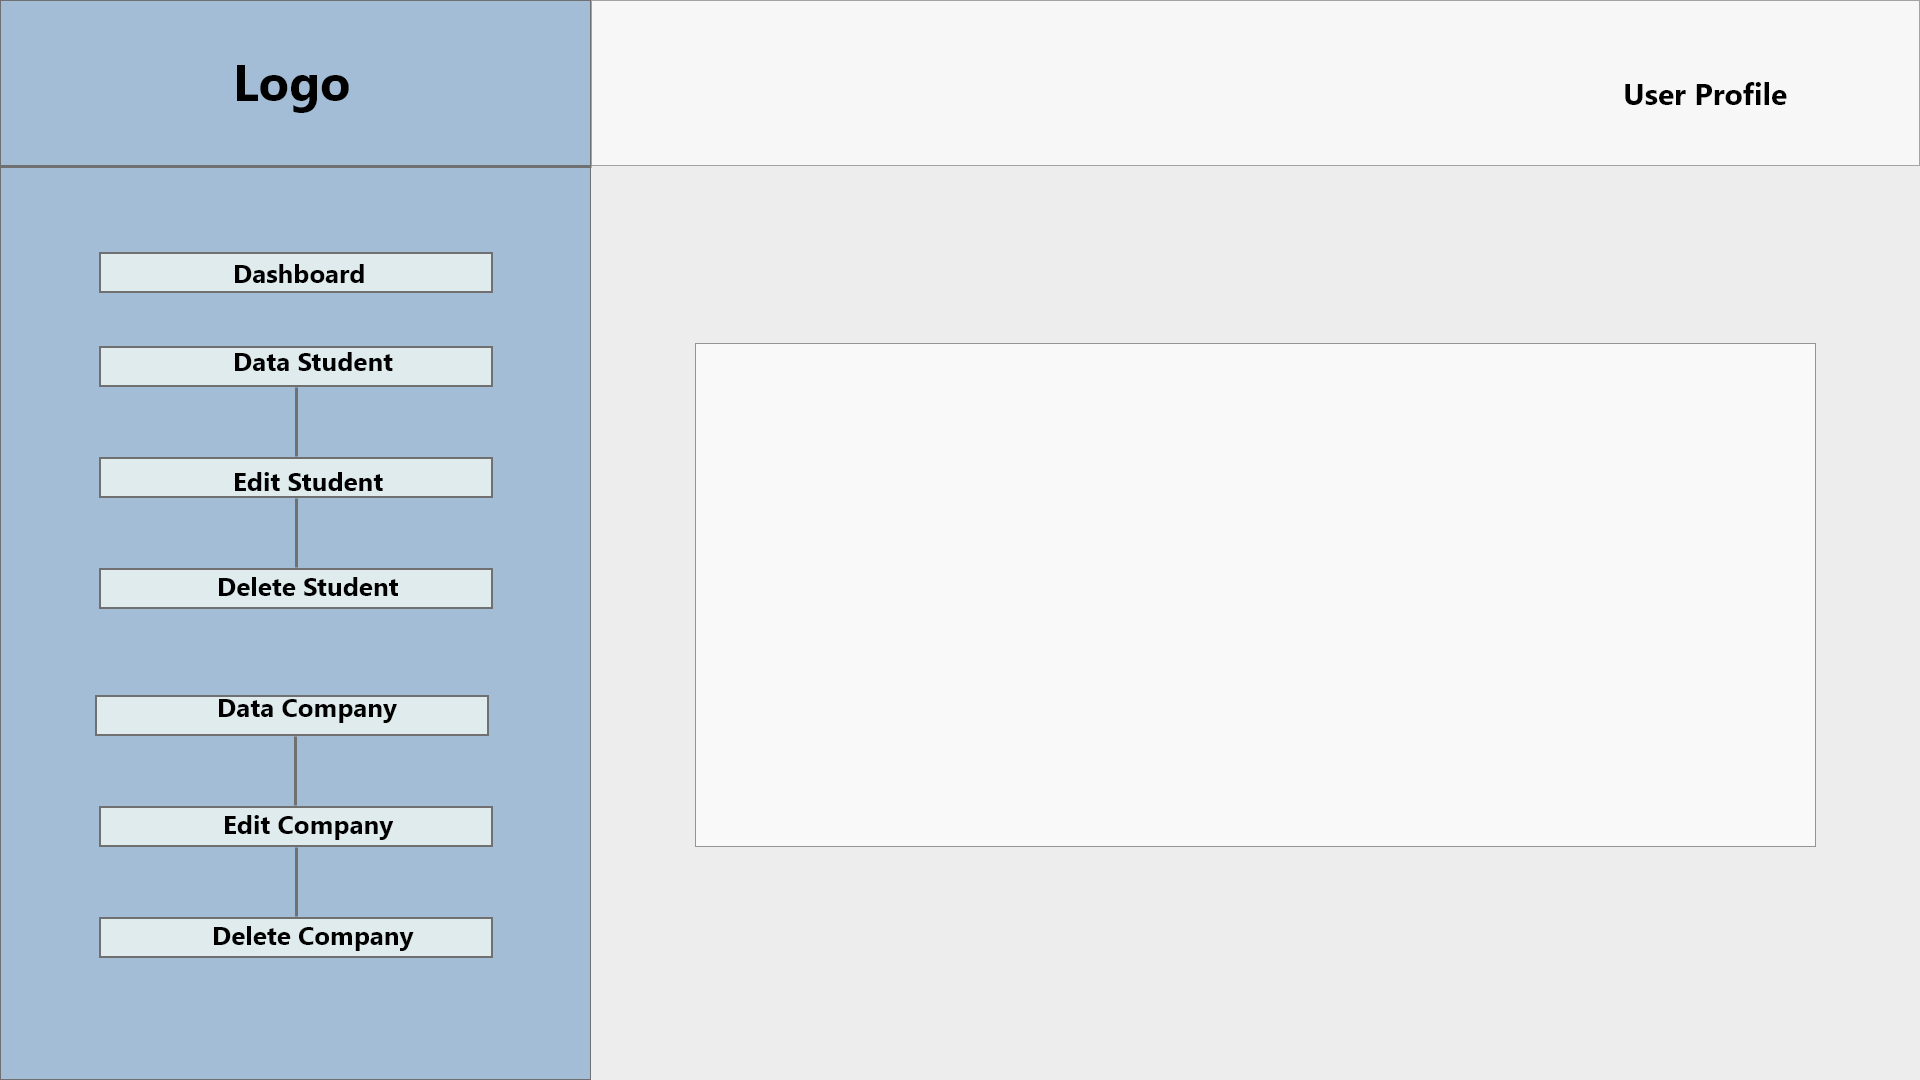 Logo
User Profile
Dashboard
Data Student
Edit Student
Delete Student
Data Company
Edit Company
Delete Company